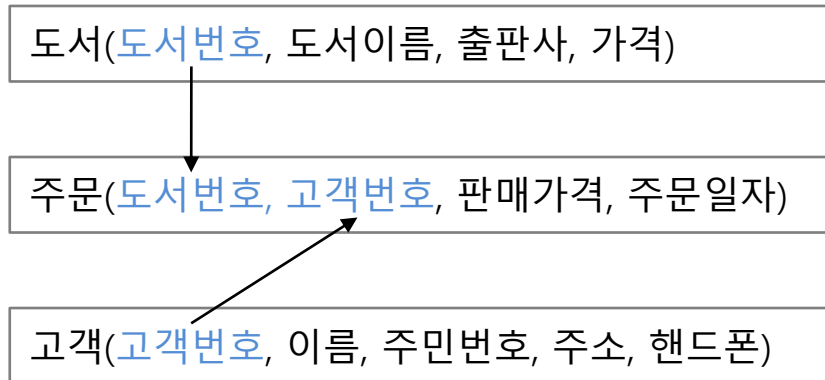 도서(도서번호, 도서이름, 출판사, 가격)
주문(도서번호, 고객번호, 판매가격, 주문일자)
고객(고객번호, 이름, 주민번호, 주소, 핸드폰)